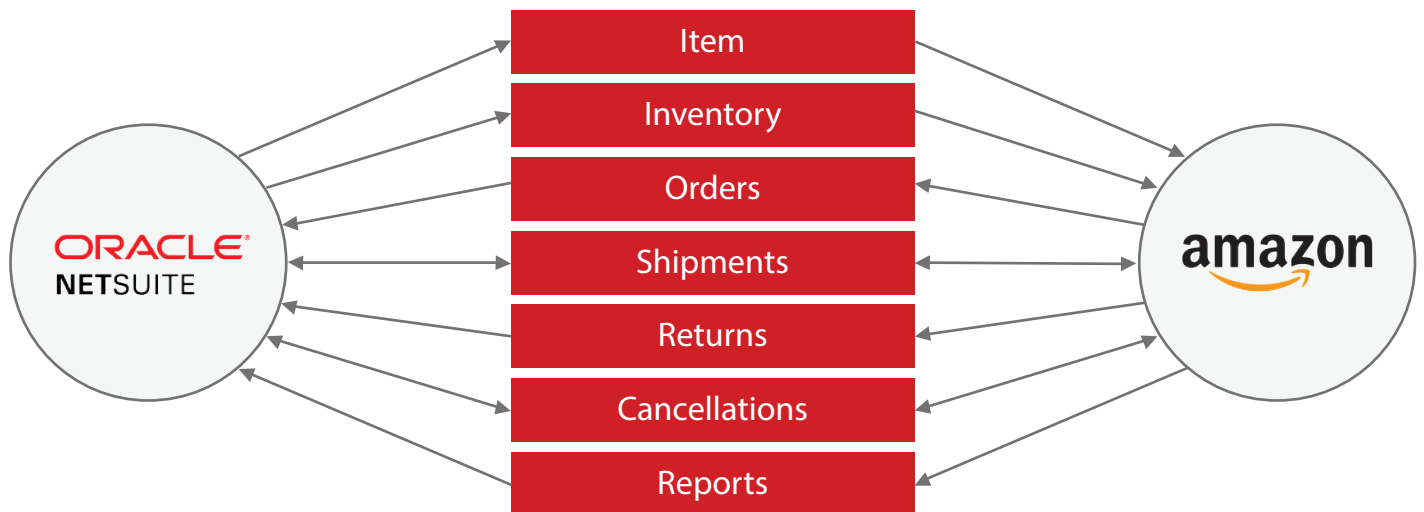 Item
Inventory
Orders
Shipments
Returns
Cancellations
Reports
ORACLE®
NETSUITE
amazon